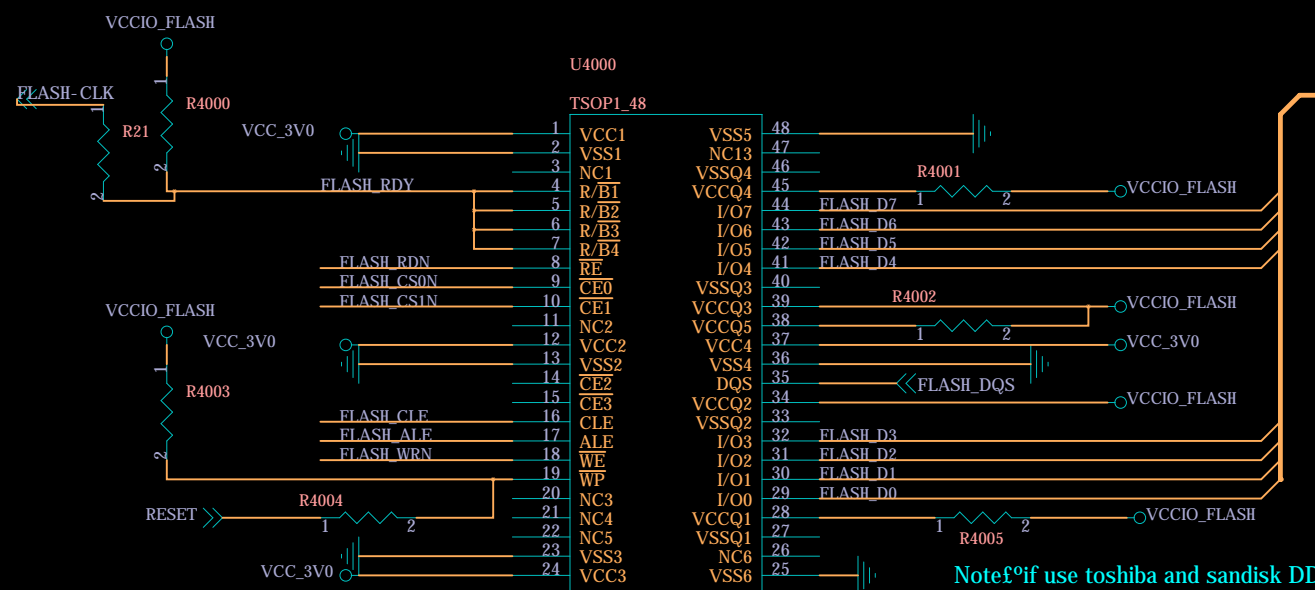 VCCIO_FLASH
U4000
FLASH-CLK
1
1
R4000
TSOP1_48
R21
VCC_3V0
1 VCC1 VSS5 48
2 VSS1 NC13 47
3 NC1 VSSQ4 46
R4001
2
2
FLASH_RDY 4 R/B1 VCCQ4 45 1 2 VCCIO_FLASH
5 R/B2 I/O7 44 FLASH_D7
6 R/B3 I/O6 43 FLASH_D6
7 R/B4 I/O5 42 FLASH_D5
FLASH_RDN 8 RE I/O4 41 FLASH_D4
FLASH_CS0N 9 CE0 VSSQ3 40
R4002
VCCIO_FLASH
FLASH_CS1N 10 CE1 VCCQ3 39 VCCIO_FLASH
11 NC2 VCCQ5 38 1 2
VCC_3V0 12 VCC2 VCC4 37 VCC_3V0
13 VSS2 VSS4 36
1
14 CE2 DQS 35 FLASH_DQS
R4003
15 CE3 VCCQ2 34 VCCIO_FLASH
FLASH_CLE 16 CLE VSSQ2 33
FLASH_ALE 17 ALE I/O3 32 FLASH_D3
2
FLASH_WRN 18 WE I/O2 31 FLASH_D2
19 WP I/O1 30 FLASH_D1
R4004 20 NC3 I/O0 29 FLASH_D0
RESET 1 2 21 NC4 VCCQ1 28 1 2 VCCIO_FLASH
22 NC5 VSSQ1 27
R4005
23 VSS3 NC6 26
VCC_3V0 24 VCC3 VSS6 25
Note£ºif use toshiba and sandisk DD